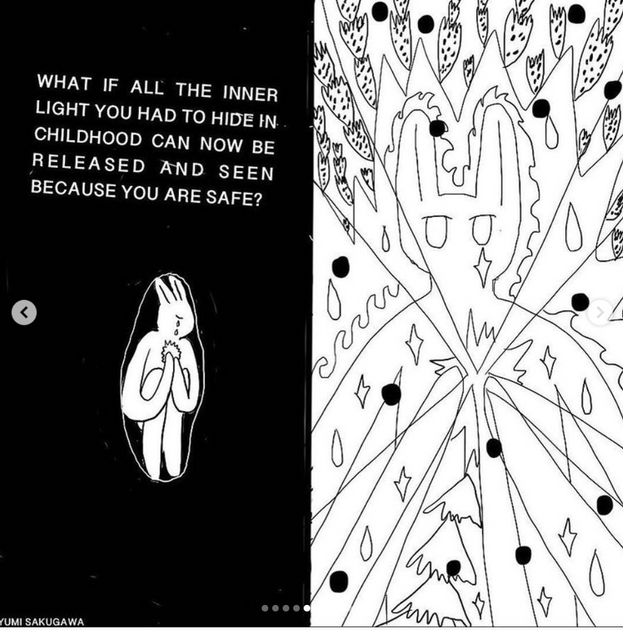 WHAT IF ALL THE INNER
LIGHT YOU HAD TO HIDE IN
CHILDHOOD CAN NOW BE
RELEASED AND SEEN
BECAUSE YOU ARE SAFE?
YUMI SAKUGAWA